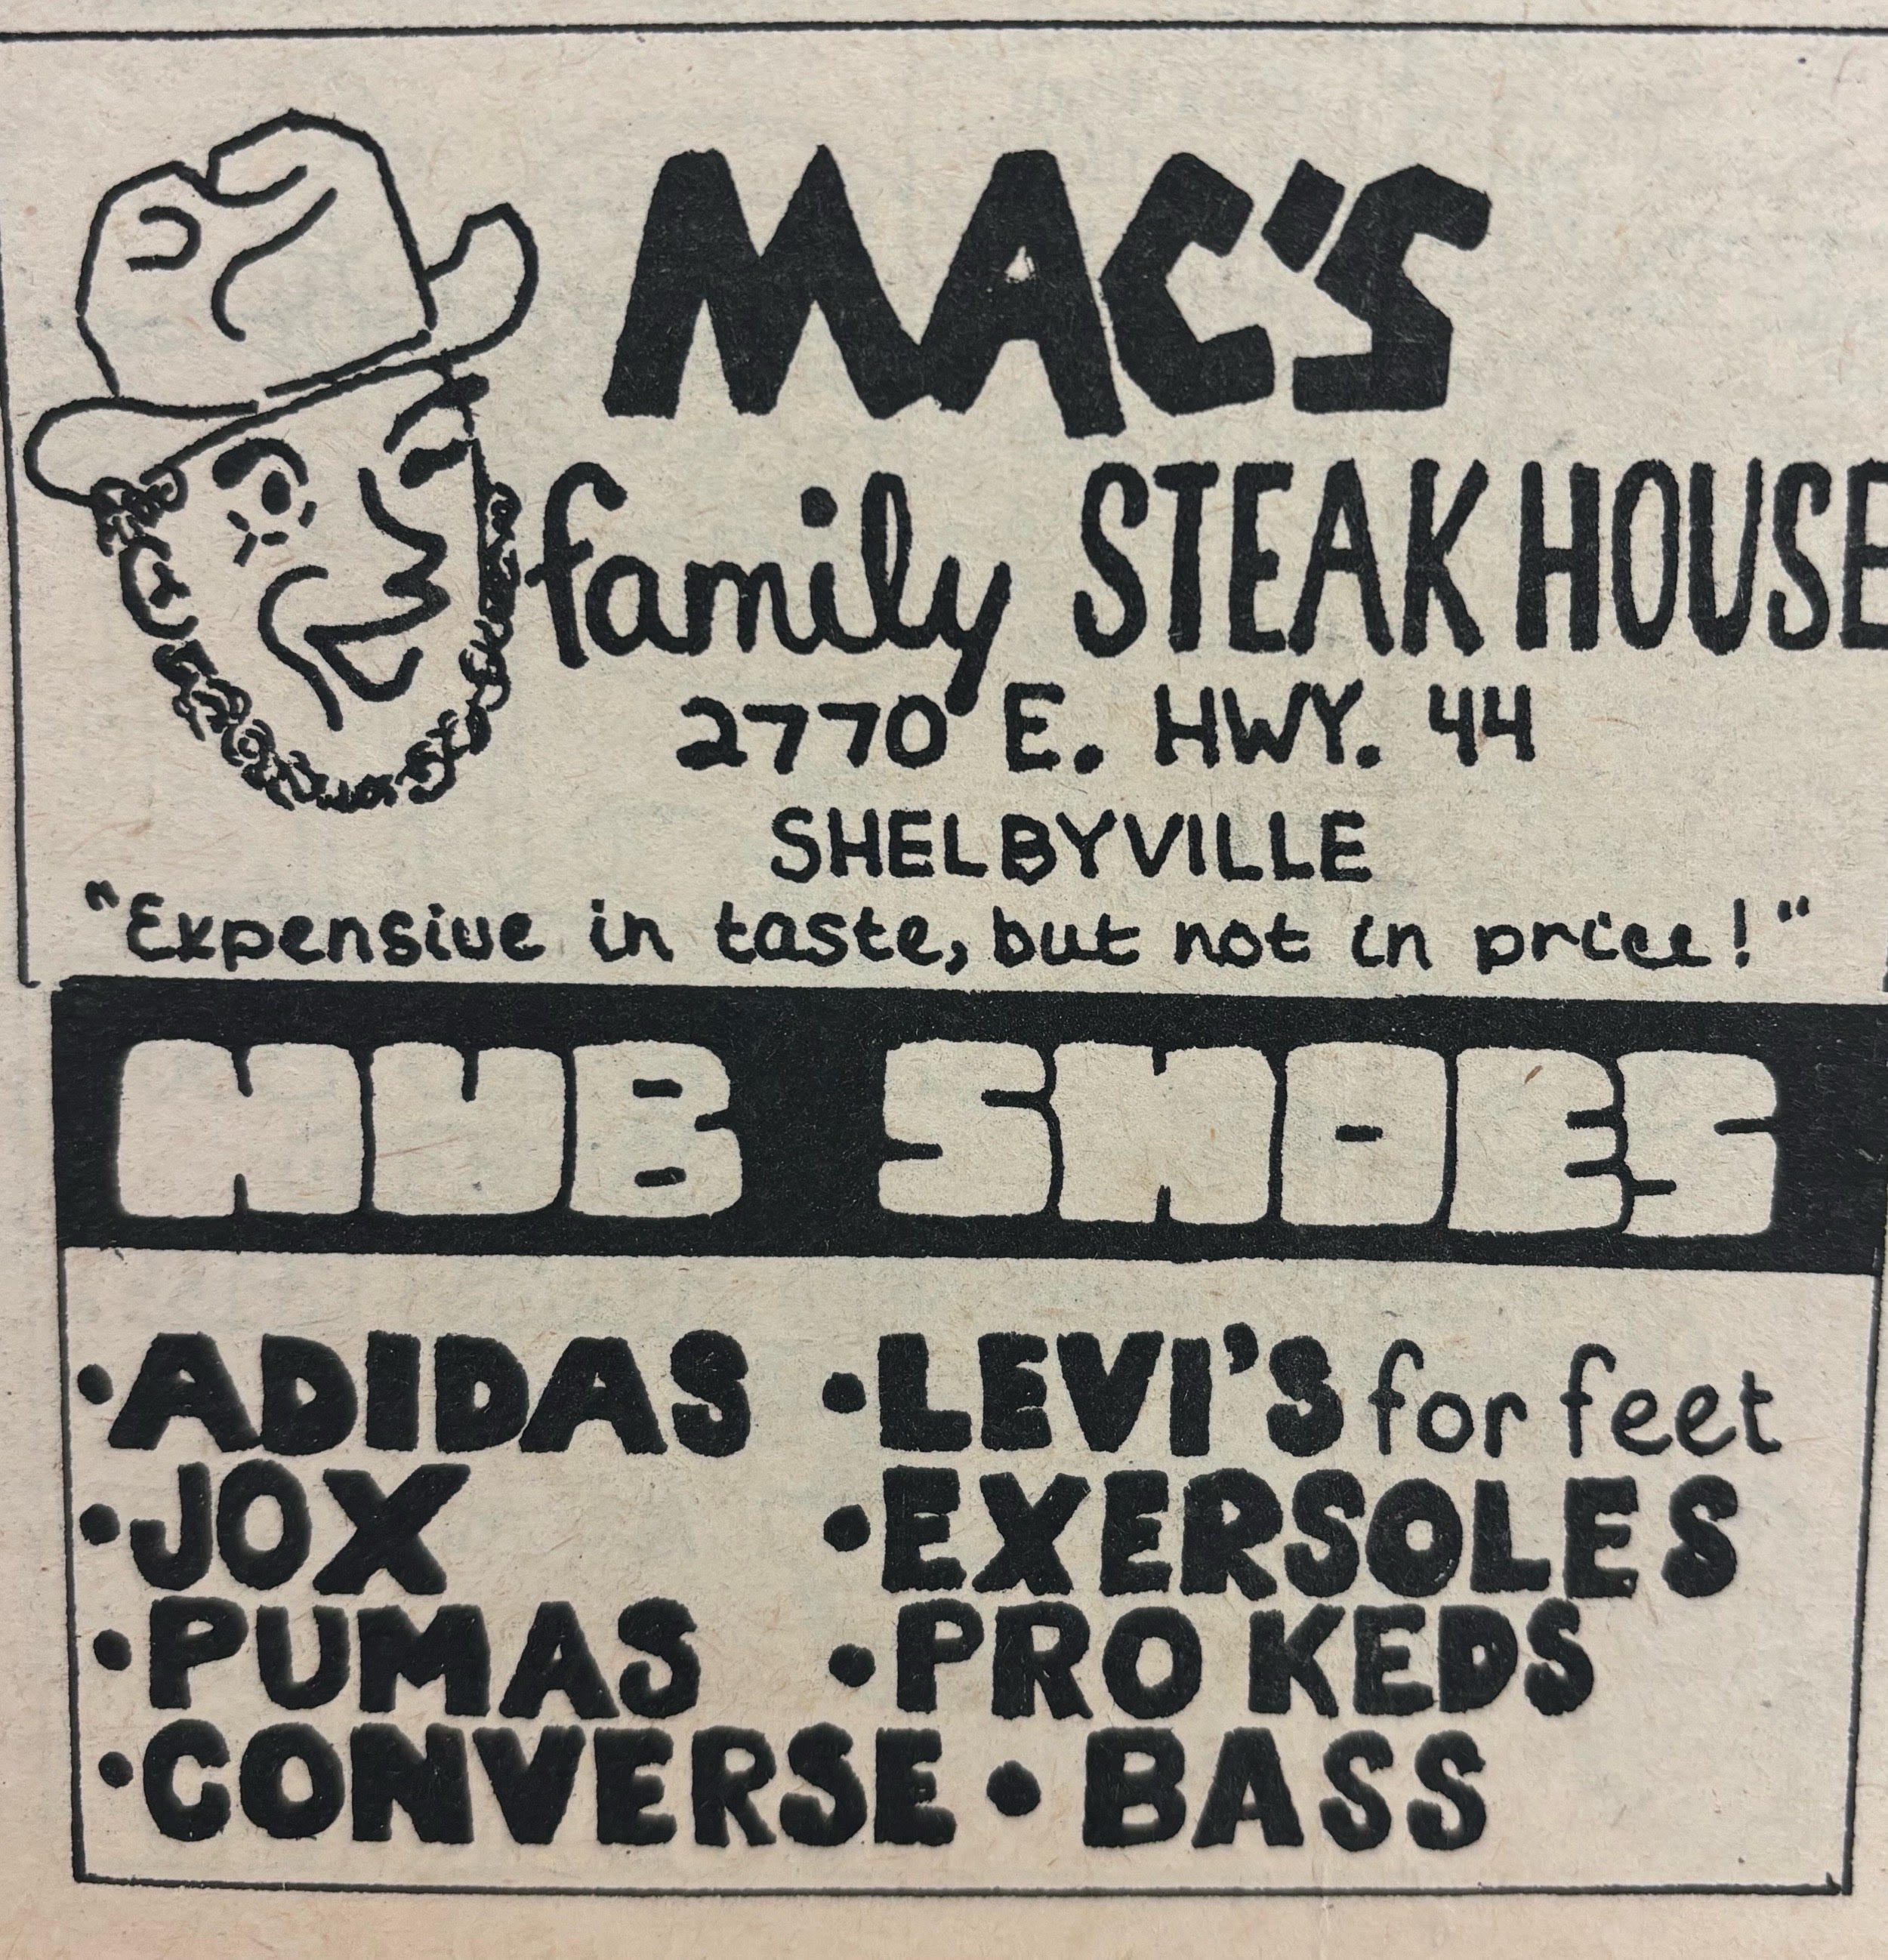 MAC'S
family STEAK HOUSE
2770 E. HWY. 44
SHELBYVILLE
"Expensive in taste, but not in price!"
HUB SHOES
•ADIDAS •LEVI'S for feet
•JOX •EXERSOLES
•PUMAS •PRO KEDS
•CONVERSE •BASS